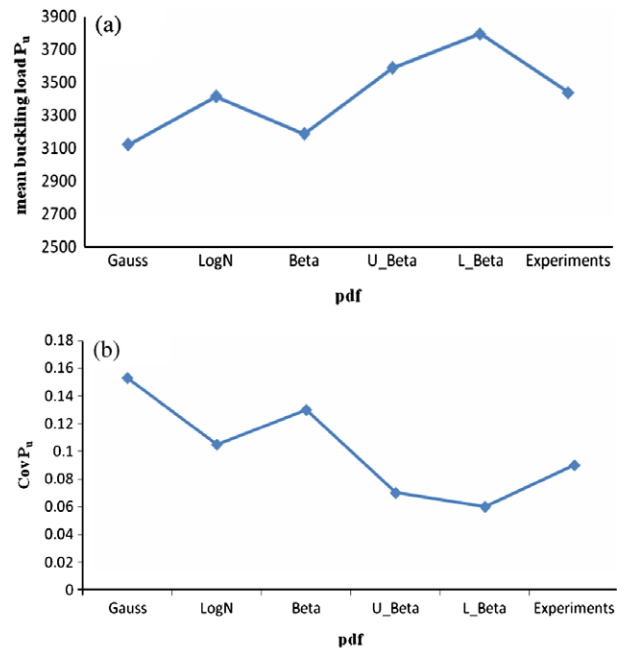 (a)
mean buckling load Pu
3900
3700
3500
3300
3100
2900
2700
2500
Gauss LogN Beta U_Beta L_Beta Experiments
pdf
(b)
Cov Pu
0.18
0.16
0.14
0.12
0.1
0.08
0.06
0.04
0.02
0
Gauss LogN Beta U_Beta L_Beta Experiments
pdf